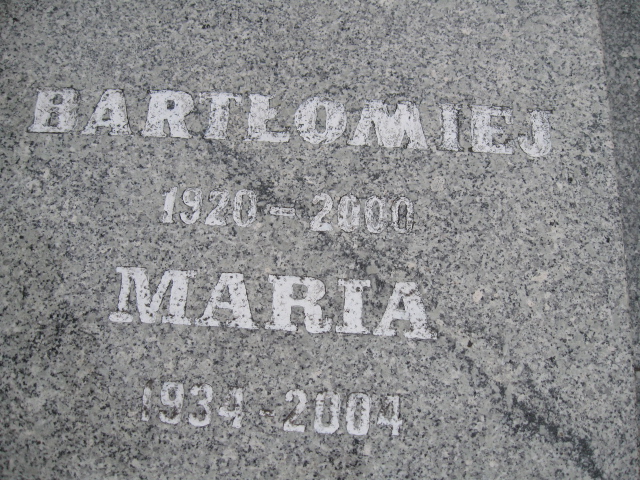 BARTŁOMIEJ
1920 – 2000
MARIA
1934 - 2004